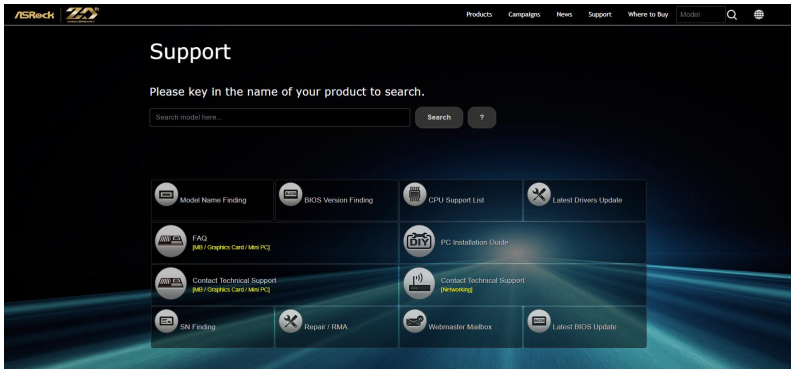 ASRock
Products
Campaigns
News
Support
Where to Buy
Model
Support
Please key in the name of your product to search.
Search model here...
Search
?
Model Name Finding
BIOS
BIOS Version Finding
CPU Support List
Latest Drivers Update
FAQ
[MB / Graphics Card / Mini PC]
DIY
PC Installation Guide
Contact Technical Support
[MB / Graphics Card / Mini PC]
Contact Technical Support
[Networking]
SN Finding
Repair / RMA
Webmaster Mailbox
BIOS
Latest BIOS Update